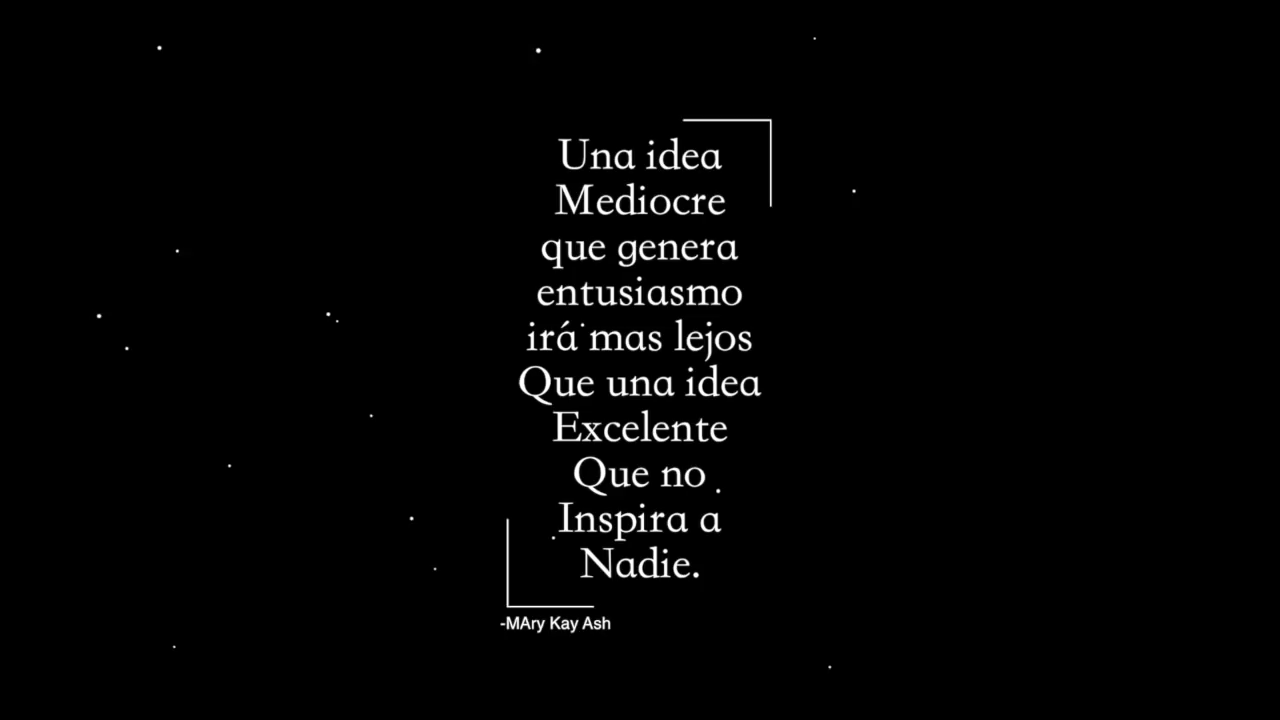 Una idea
Mediocre
que genera
entusiasmo
irá mas lejos
Que una idea
Excelente
Que no
Inspira a
Nadie.
-MAry Kay Ash